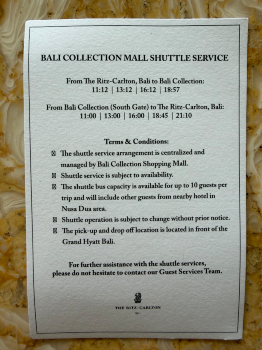 BALI COLLECTION MALL SHUTTLE SERVICE
From The Ritz-Carlton, Bali to Bali Collection:
11:12 | 13:12 | 16:12 | 18:57
From Bali Collection (South Gate) to The Ritz-Carlton, Bali:
11:00 | 13:00 | 16:00 | 18:45 | 21:10
Terms & Conditions:
The shuttle service arrangement is centralized and
managed by Bali Collection Shopping Mall.
Shuttle service is subject to availability.
The shuttle bus capacity is available for up to 10 guests per
trip and will include other guests from nearby hotel in
Nusa Dua area.
Shuttle operation is subject to change without prior notice.
The pick-up and drop off location is located in front of the
Grand Hyatt Bali.
For further assistance with the shuttle services,
please do not hesitate to contact our Guest Services Team.
THE RITZ-CARLTON